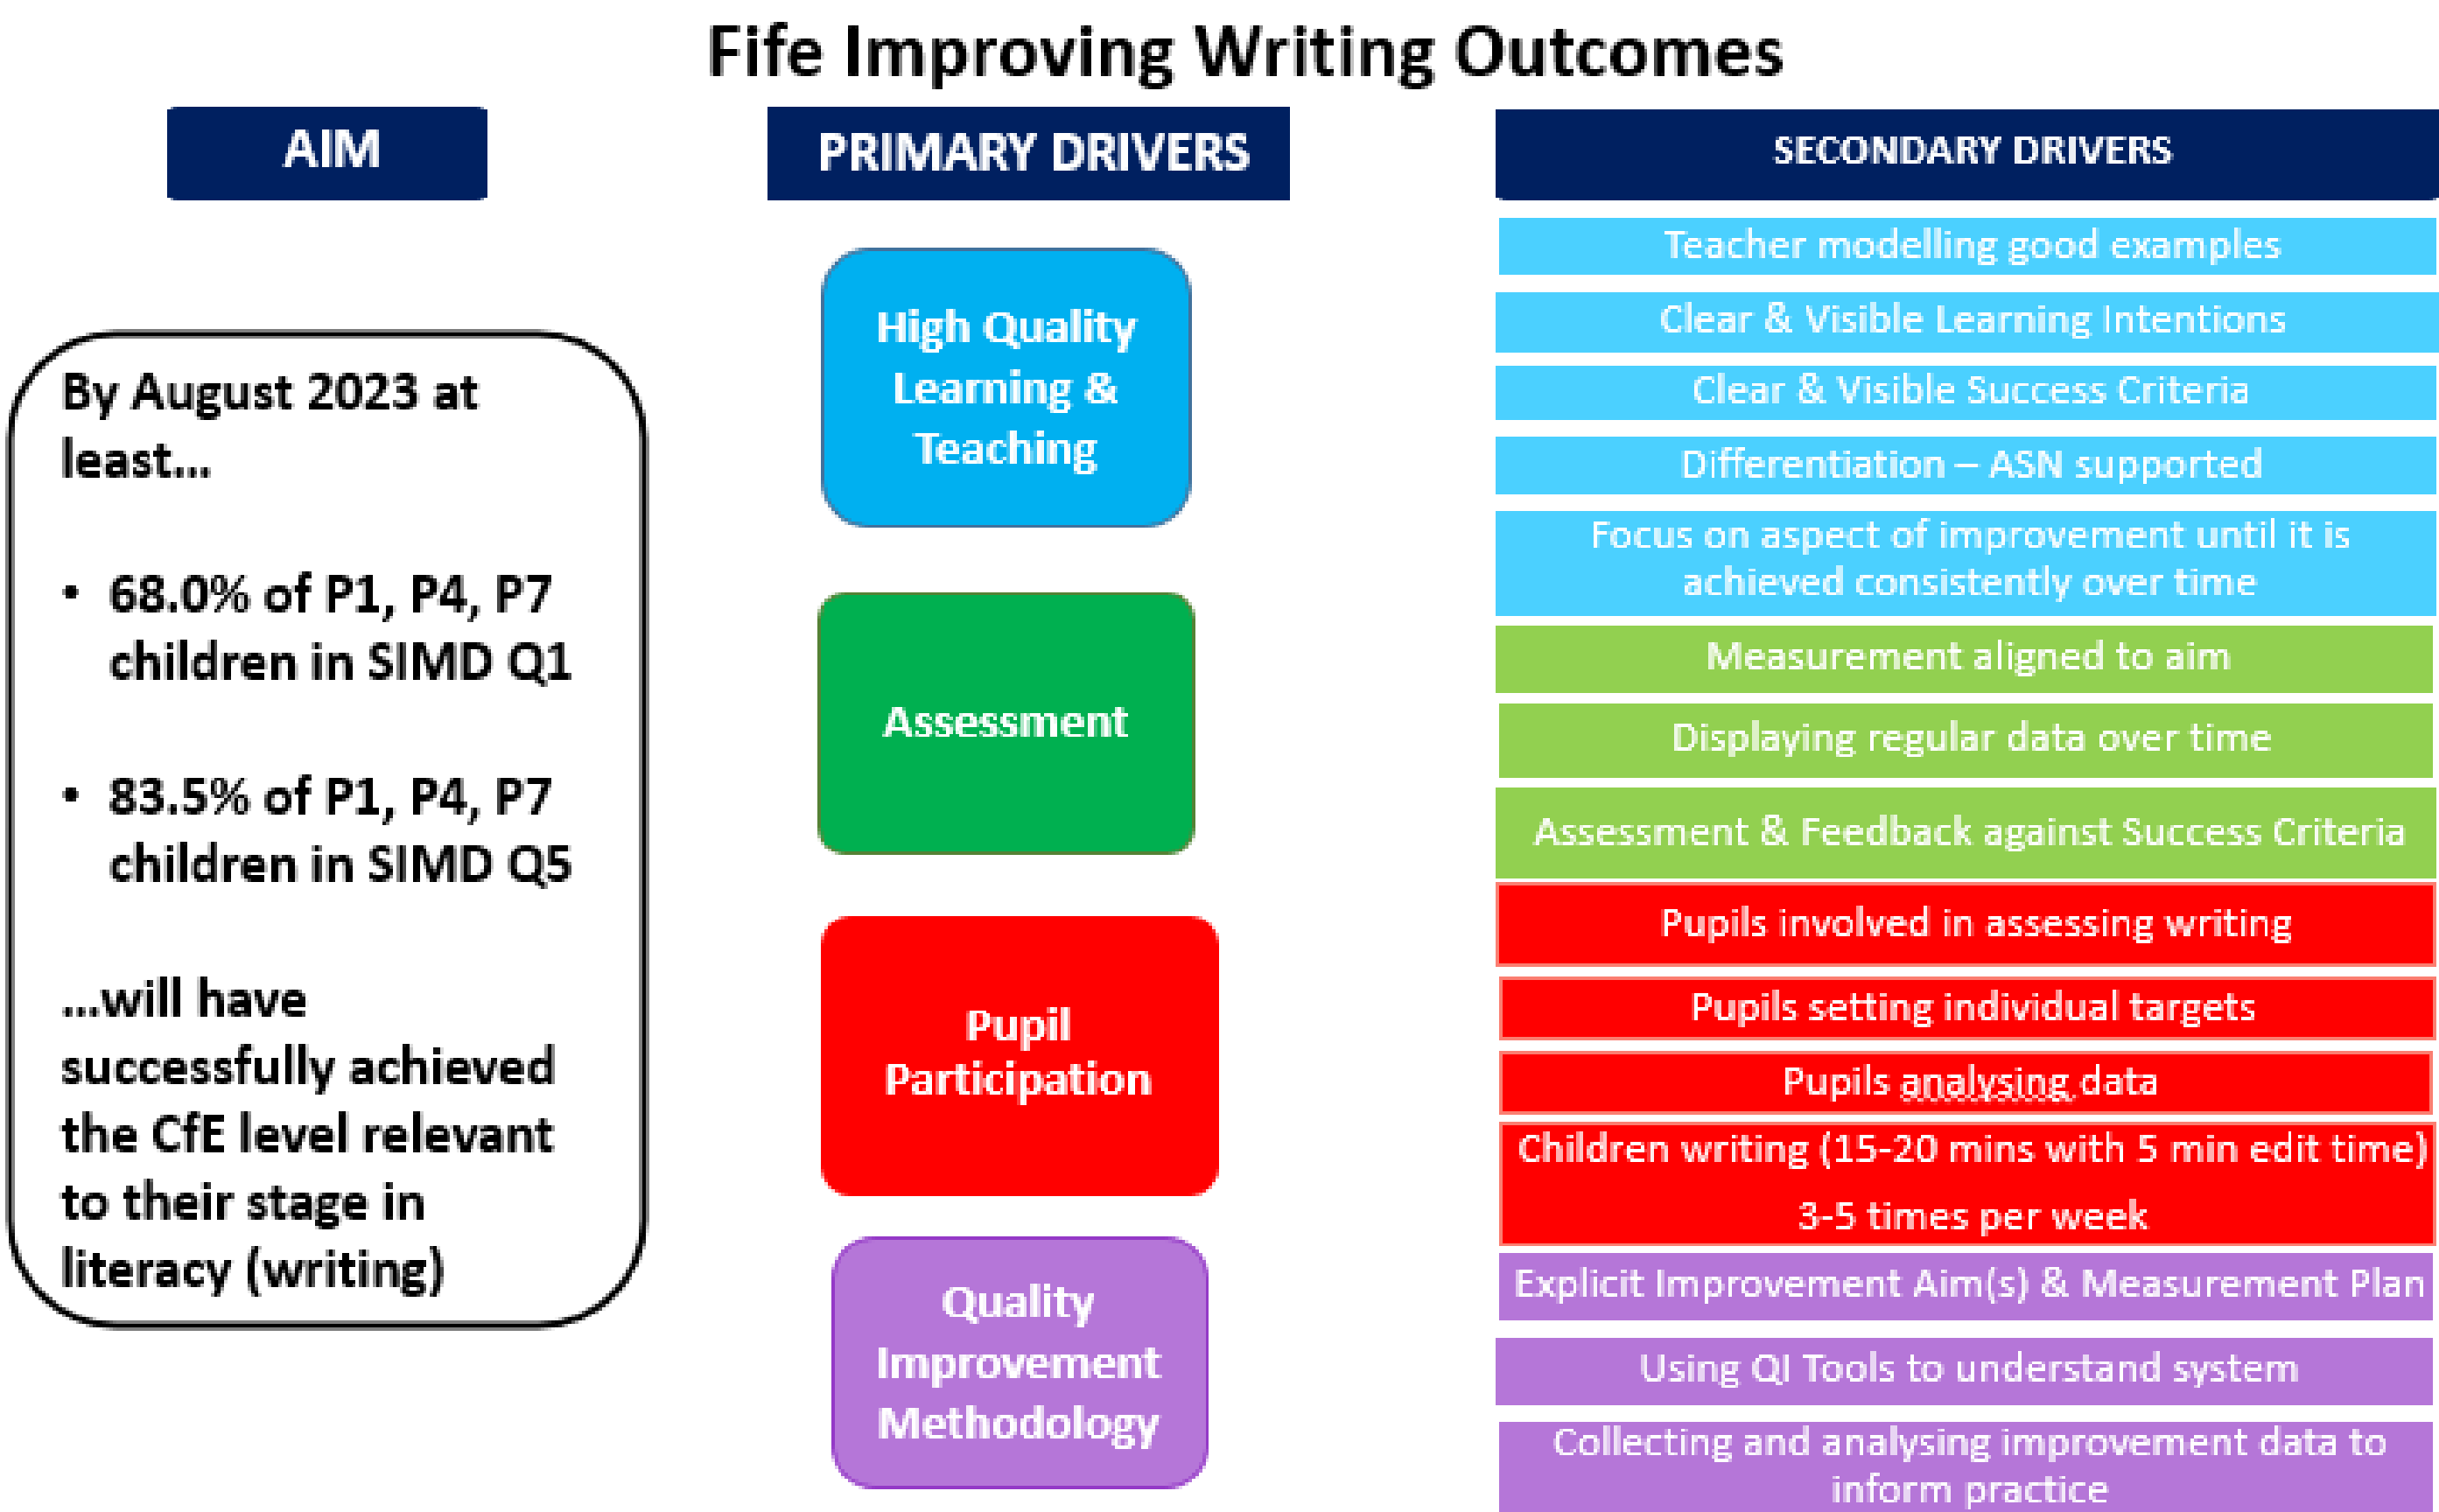 Fife Improving Writing Outcomes
AIM
By August 2023 at
least...
• 68.0% of P1, P4, P7
children in SIMD Q1
• 83.5% of P1, P4, P7
children in SIMD Q5
...will have
successfully achieved
the CfE level relevant
to their stage in
literacy (writing)
PRIMARY DRIVERS
High Quality
Learning &
Teaching
Assessment
Pupil
Participation
Quality
Improvement
Methodology
SECONDARY DRIVERS
Teacher modelling good examples
Clear & Visible Learning Intentions
Clear & Visible Success Criteria
Differentiation – ASN supported
Focus on aspect of improvement until it is
achieved consistently over time
Measurement aligned to aim
Displaying regular data over time
Assessment & Feedback against Success Criteria
Pupils involved in assessing writing
Pupils setting individual targets
Pupils analysing data
Children writing (15-20 mins with 5 min edit time)
3-5 times per week
Explicit Improvement Aim(s) & Measurement Plan
Using QI Tools to understand system
Collecting and analysing improvement data to
inform practice